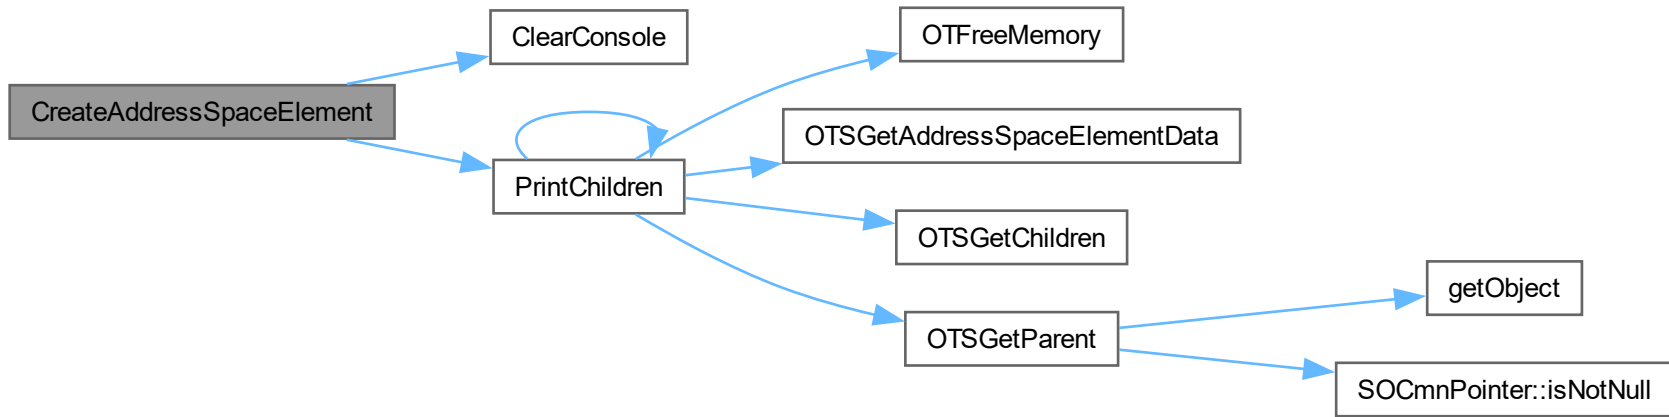 CreateAddressSpaceElement
ClearConsole
PrintChildren
OTFreeMemory
OTSGetAddressSpaceElementData
OTSGetChildren
OTSGetParent
getObject
SOCmnPointer::isNotNull